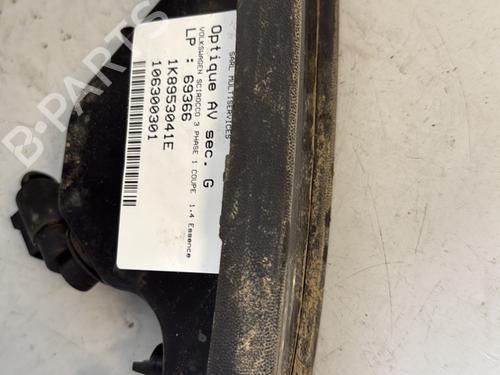 SARL MULTISERVICES
Optique AV sec. G
VOLKSWAGEN SCIROCCO 3 PHASE 1 COUPE 1.4 Essence
LP : 69366
1K8953041E
106300301
B-PARTS